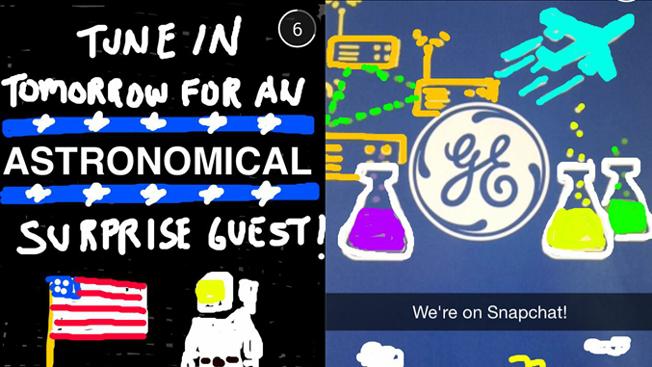 TUNE IN
6
TOMORROW FOR AN
ASTRONOMICAL
SURPRISE GUEST!
GE
We're on Snapchat!